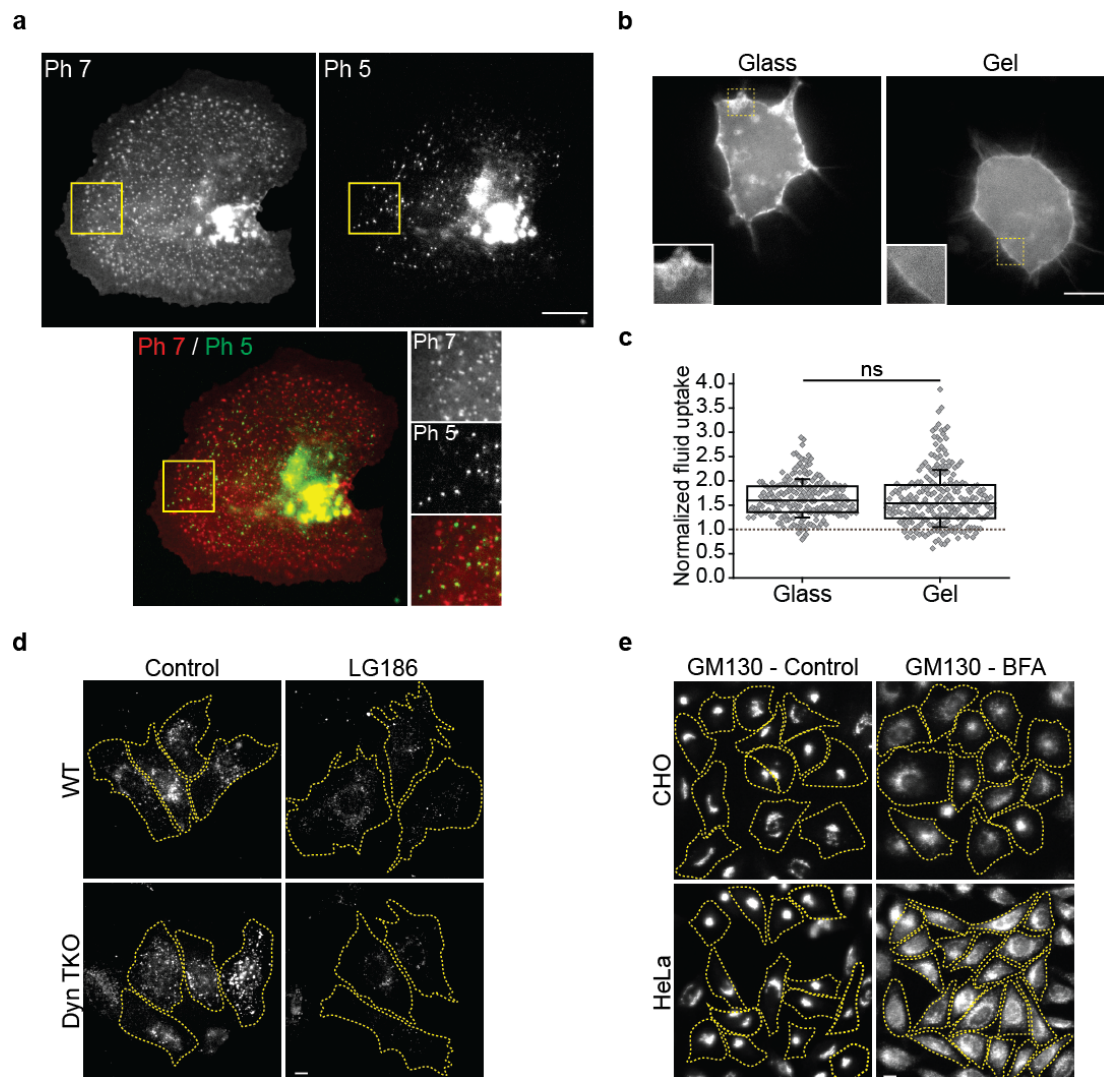 a
Ph 7
Ph 5
Ph 7 / Ph 5
Ph 7
Ph 5
b
Glass
Gel
c
ns
Normalized fluid uptake
4.0
3.5
3.0
2.5
2.0
1.5
1.0
0.5
0.0
Glass
Gel
d
Control
LG186
WT
Dyn TKO
e
GM130 - Control
GM130 - BFA
CHO
HeLa